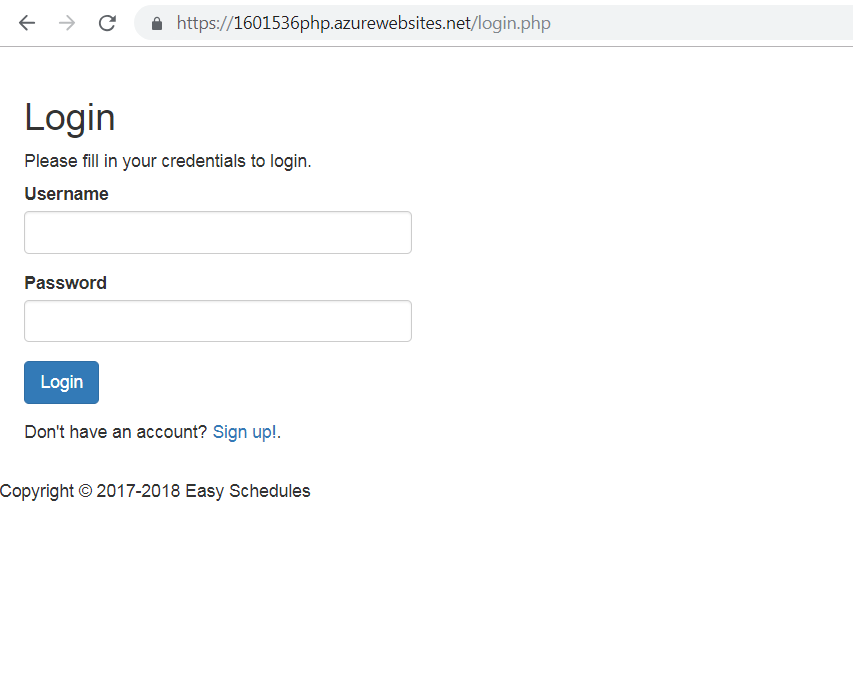 https://1601536php.azurewebsites.net/login.php
Login
Please fill in your credentials to login.
Username
Password
Login
Don't have an account? Sign up!.
Copyright © 2017-2018 Easy Schedules